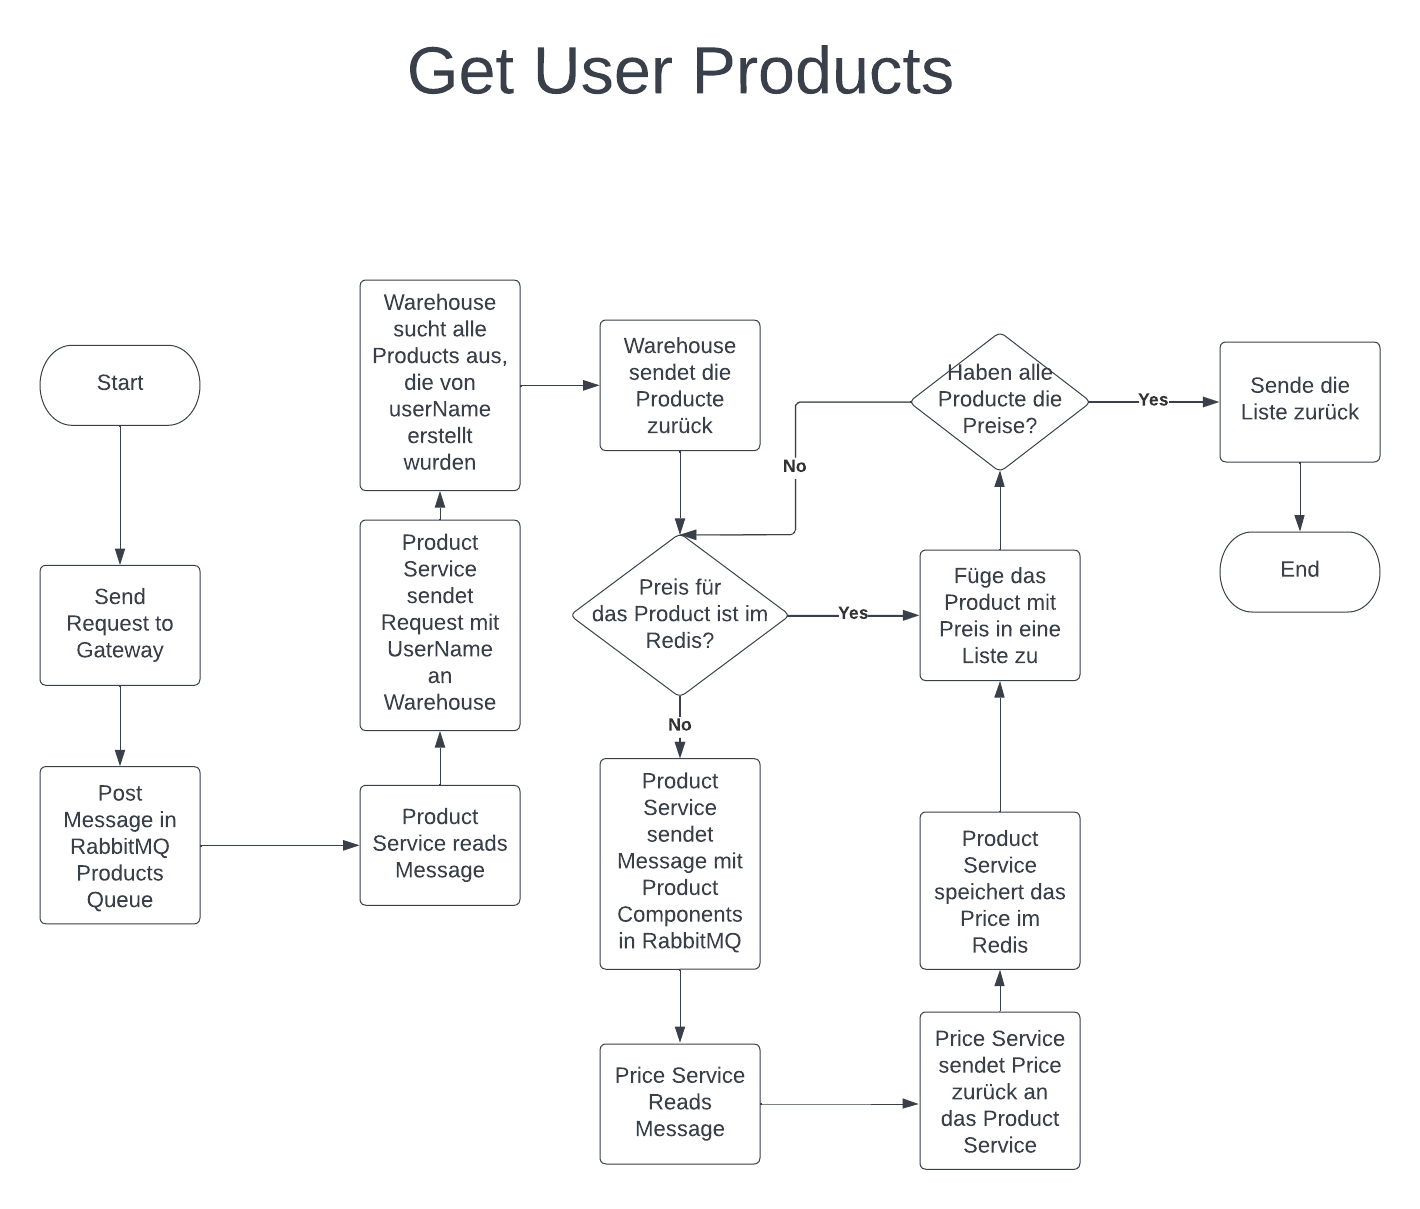 Get User Products
Start
Send
Request to
Gateway
Post
Message in
RabbitMQ
Products
Queue
Product
Service reads
Message
Product
Service
sendet
Request mit
UserName
an
Warehouse
Warehouse
sucht alle
Products aus,
die von
userName
erstellt
wurden
Warehouse
sendet die
Producte
zurück
Preis für
das Product ist im
Redis?
Yes
No
Product
Service
sendet
Message mit
Product
Components
in RabbitMQ
Price Service
Reads
Message
Price Service
sendet Price
zurück an
das Product
Service
Product
Service
speichert das
Price im
Redis
Füge das
Product mit
Preis in eine
Liste zu
Haben alle
Producte die
Preise?
No
Yes
Sende die
Liste zurück
End